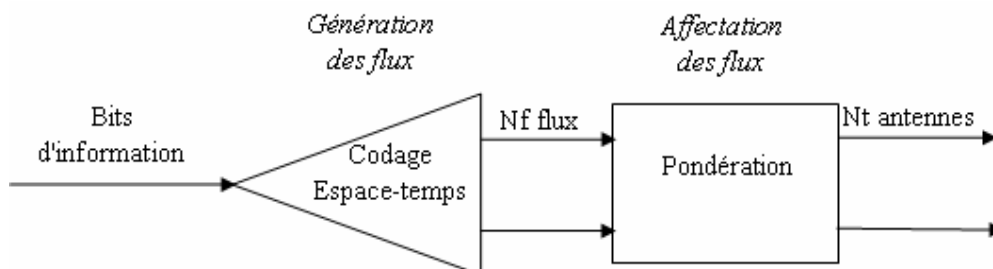 Génération
des flux
Affectation
des flux
Bits
d'information
Codage
Espace-temps
Nf flux
Pondération
Nt antennes